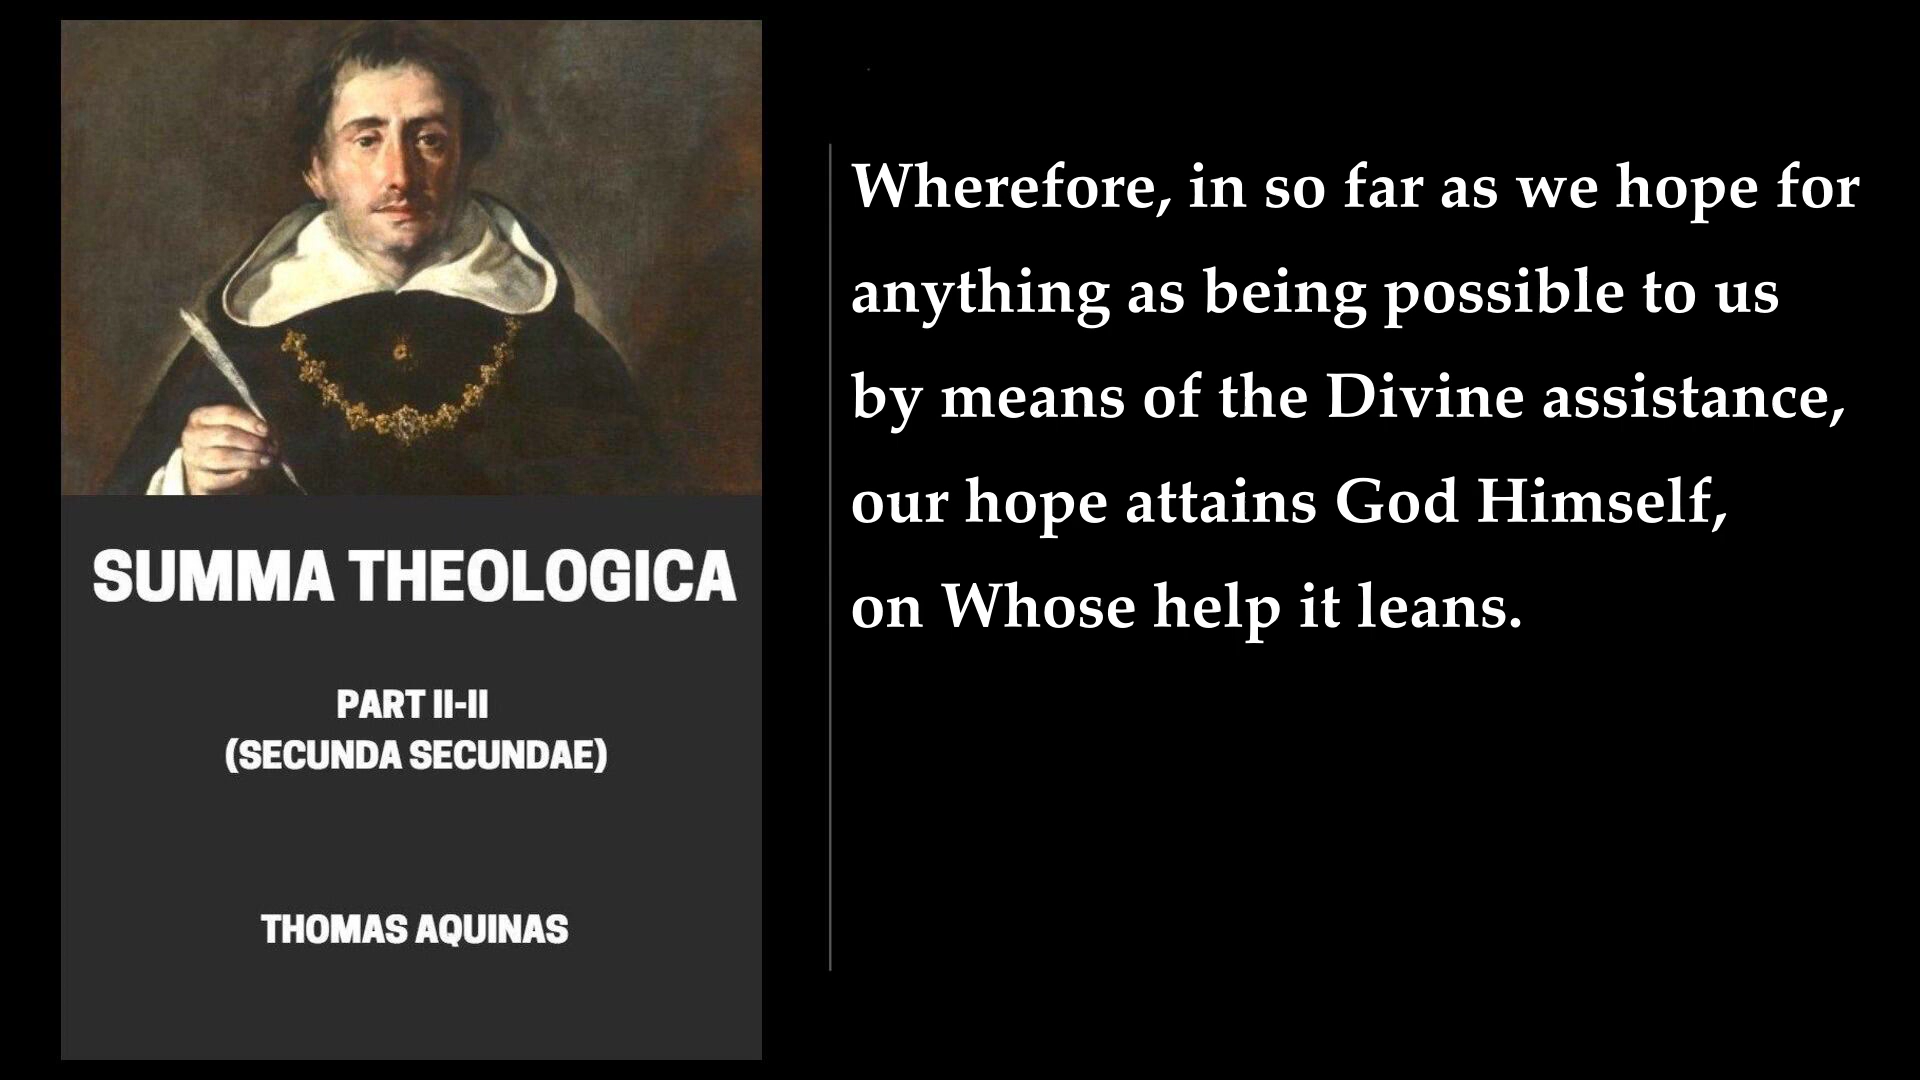 SUMMA THEOLOGICA
PART II-II
(SECUNDA SECUNDAE)
THOMAS AQUINAS
Wherefore, in so far as we hope for
anything as being possible to us
by means of the Divine assistance,
our hope attains God Himself,
on Whose help it leans.